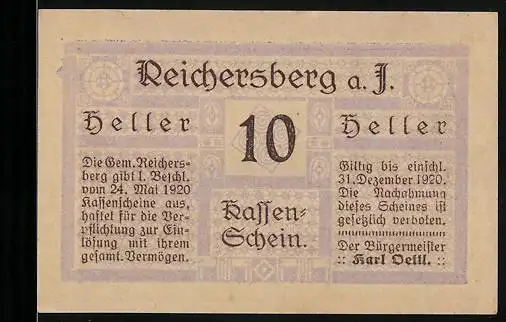 Reichersberg a. J.
Heller 10 Heller
Die Gem. Reichers-
berg gibt l. Beschl.
vom 24. Mai 1920
Kassenscheine aus,
haftet für die Ver-
pflichtung zur Ein-
lösung mit ihrem
gesamt. Vermögen.
Kassen-
Schein.
Giltig bis einschl.
31. Dezember 1920.
Die Nachahmung
dieses Scheines ist
gesetzlich verboten.
Der Bürgermeister
:: Karl Dettl. ::